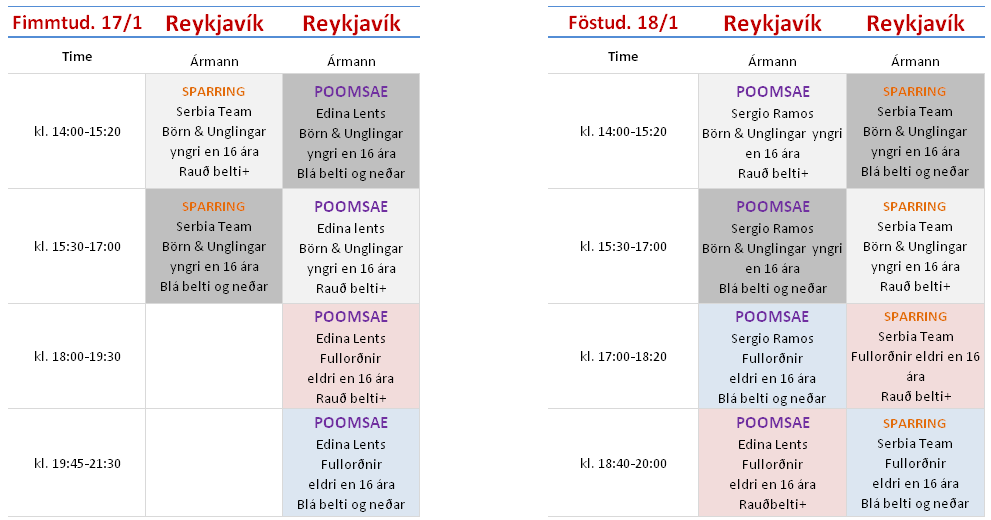 Fimmtud. 17/1 Reykjavík Reykjavík
Time Ármann Ármann
kl. 14:00-15:20
SPARRING
Serbia Team
Börn & Unglingar
yngri en 16 ára
Rauð belti+
POOMSAE
Edina Lents
Börn & Unglingar
yngri en 16 ára
Blá belti og neðar
kl. 15:30-17:00
SPARRING
Serbia Team
Börn & Unglingar
yngri en 16 ára
Blá belti og neðar
POOMSAE
Edina lents
Börn & Unglingar
yngri en 16 ára
Rauð belti+
kl. 18:00-19:30
POOMSAE
Edina Lents
Fullorðnir
eldri en 16 ára
Rauð belti+
kl. 19:45-21:30
POOMSAE
Edina Lents
Fullorðnir
eldri en 16 ára
Blá belti og neðar
Föstud. 18/1 Reykjavík Reykjavík
Time Ármann Ármann
kl. 14:00-15:20
POOMSAE
Sergio Ramos
Börn & Unglingar yngri
en 16 ára
Rauð belti+
SPARRING
Serbia Team
Börn & Unglingar
yngri en 16 ára
Blá belti og neðar
kl. 15:30-17:00
POOMSAE
Sergio Ramos
Börn & Unglingar yngri
en 16 ára
Blá belti og neðar
SPARRING
Serbia Team
Börn & Unglingar
yngri en 16 ára
Rauð belti+
kl. 17:00-18:20
POOMSAE
Sergio Ramos
Fullorðnir
eldri en 16 ára
Blá belti og neðar
SPARRING
Serbia Team
Fullorðnir eldri en 16
ára
Rauð belti+
kl. 18:40-20:00
POOMSAE
Edina Lents
Fullorðnir
eldri en 16 ára
Rauðbelti+
SPARRING
Serbia Team
Fullorðnir
eldri en 16 ára
Blá belti og neðar